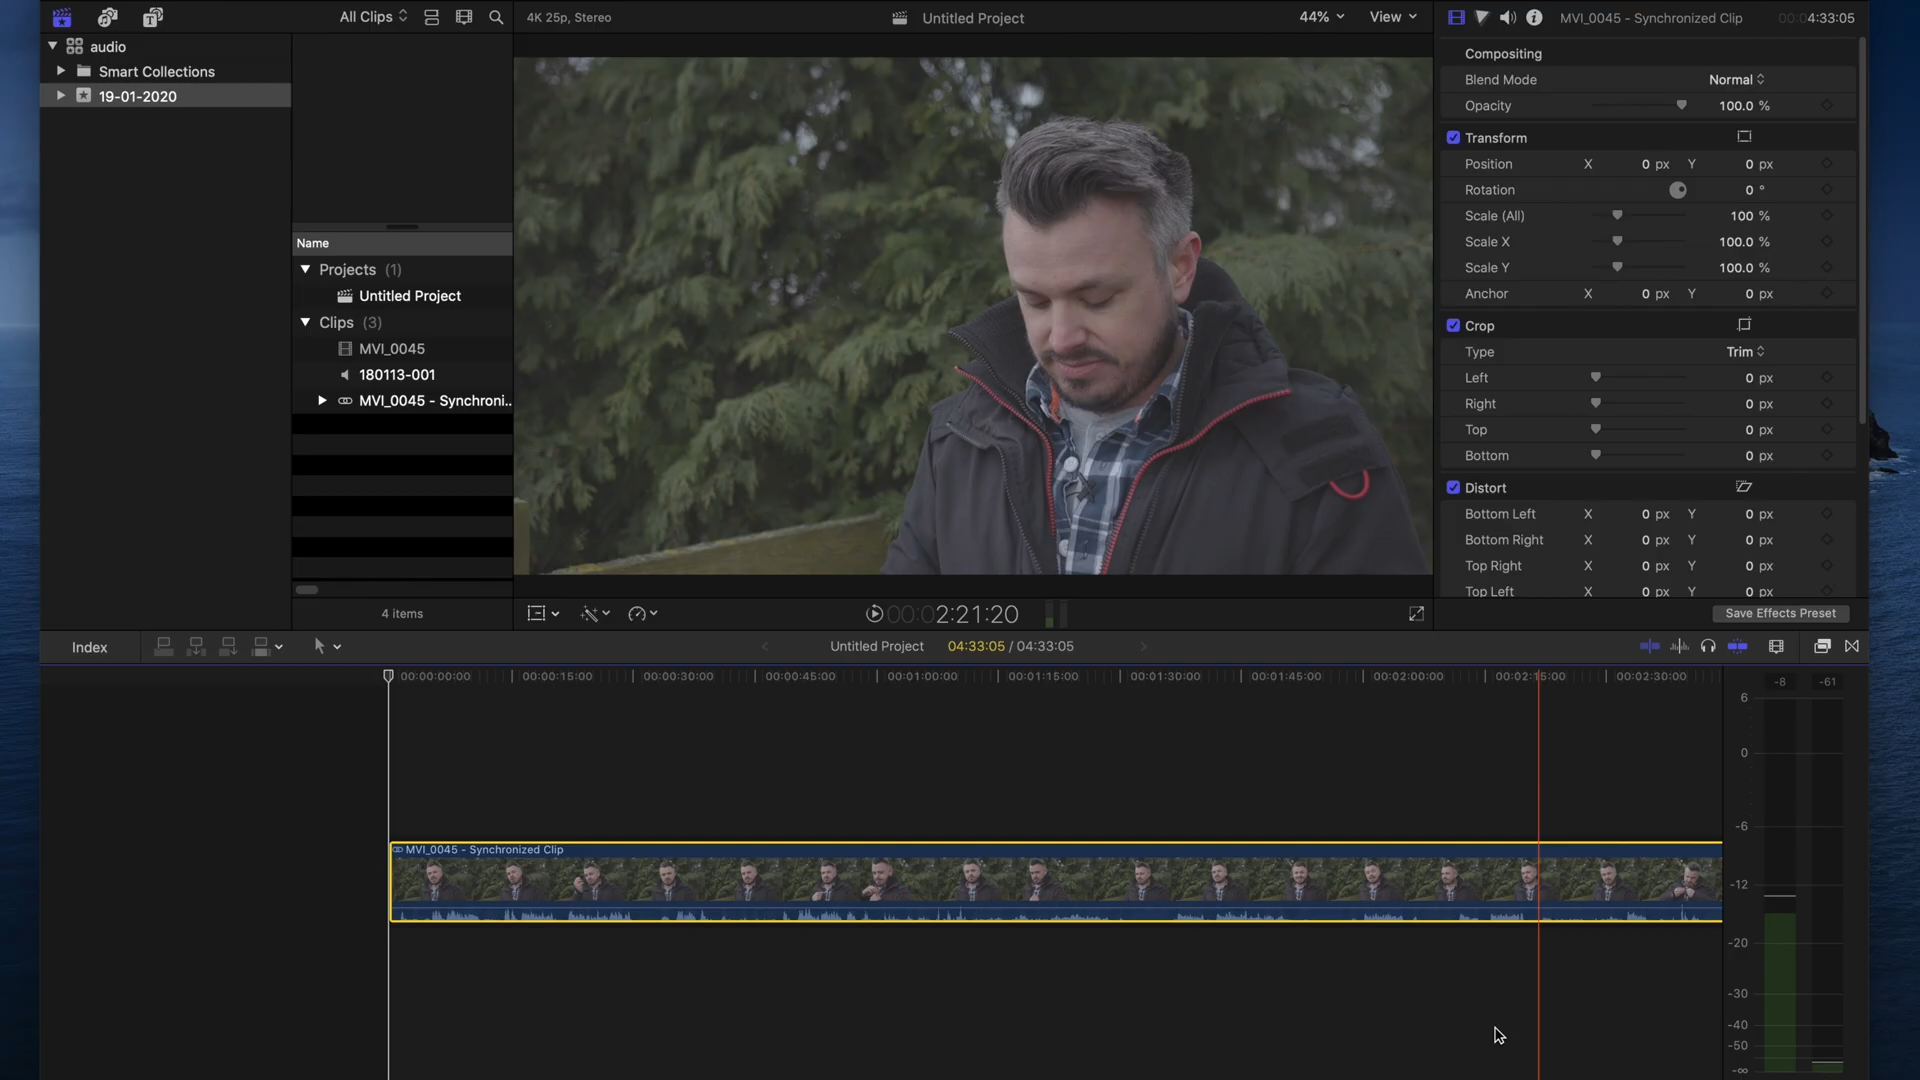 All Clips
4K 25p, Stereo
Untitled Project
44%
View
MVI_0045 - Synchronized Clip
00:04:33:05
audio
Smart Collections
19-01-2020
Name
Projects (1)
Untitled Project
Clips (3)
MVI_0045
180113-001
MVI_0045 - Synchroni..
4 items
Compositing
Blend Mode Normal
Opacity 100.0 %
Transform
Position X 0 px Y 0 px
Rotation 0 °
Scale (All) 100 %
Scale X 100.0 %
Scale Y 100.0 %
Anchor X 0 px Y 0 px
Crop
Type Trim
Left 0 px
Right 0 px
Top 0 px
Bottom 0 px
Distort
Bottom Left X 0 px Y 0 px
Bottom Right X 0 px Y 0 px
Top Right X 0 px Y 0 px
Top Left X 0 px Y 0 px
00:02:21:20
Save Effects Preset
Index
Untitled Project
04:33:05 / 04:33:05
00:00:00:00 00:00:15:00 00:00:30:00 00:00:45:00 00:01:00:00 00:01:15:00 00:01:30:00 00:01:45:00 00:02:00:00 00:02:15:00 00:02:30:00
-8 -61
6
0
-6
-12
-20
-30
-40
-50
-∞
MVI_0045 - Synchronized Clip